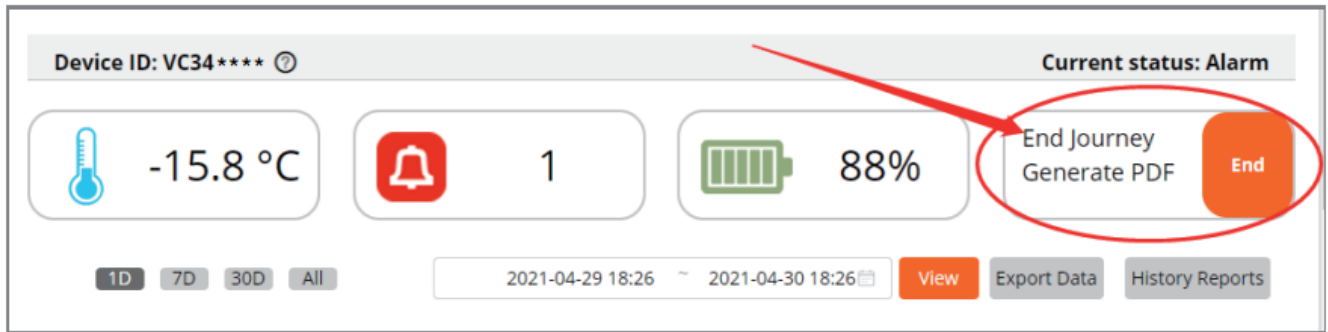 Device ID: VC34**** ?
Current status: Alarm
-15.8 °C
1
88%
End Journey
Generate PDF
End
1D 7D 30D All
2021-04-29 18:26 ~ 2021-04-30 18:26
View
Export Data
History Reports